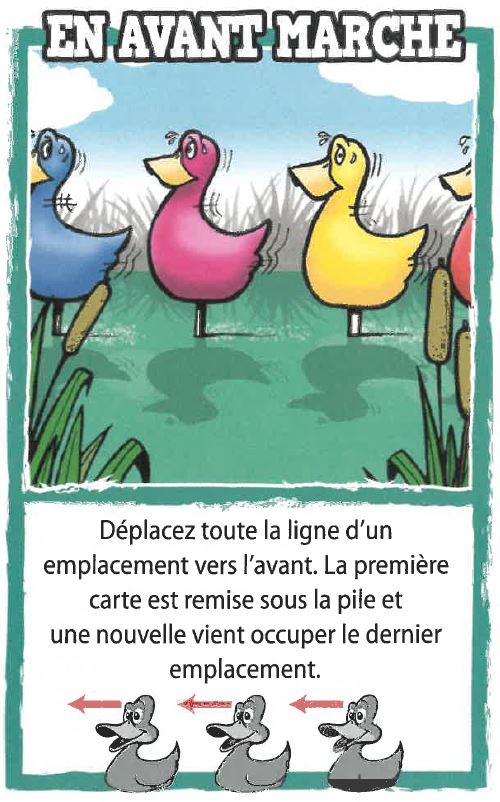 EN AVANT MARCHE
Déplacez toute la ligne d'un
emplacement vers l'avant. La première
carte est remise sous la pile et
une nouvelle vient occuper le dernier
emplacement.